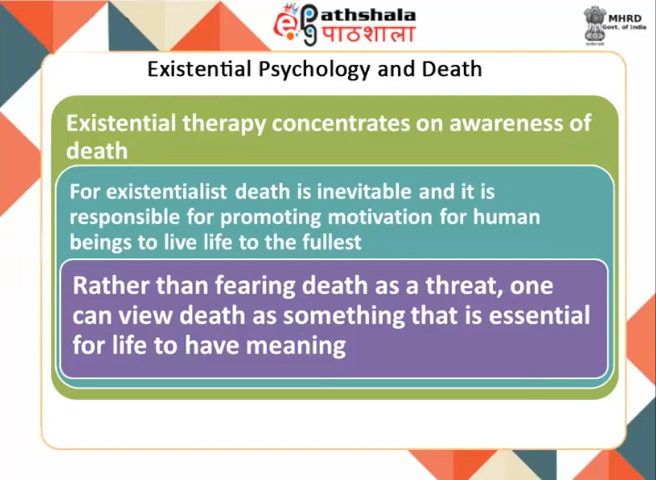 Pathshala
पाठशाला
MHRD
Govt. of India
Existential Psychology and Death
Existential therapy concentrates on awareness of
death
For existentialist death is inevitable and it is
responsible for promoting motivation for human
beings to live life to the fullest
Rather than fearing death as a threat, one
can view death as something that is essential
for life to have meaning